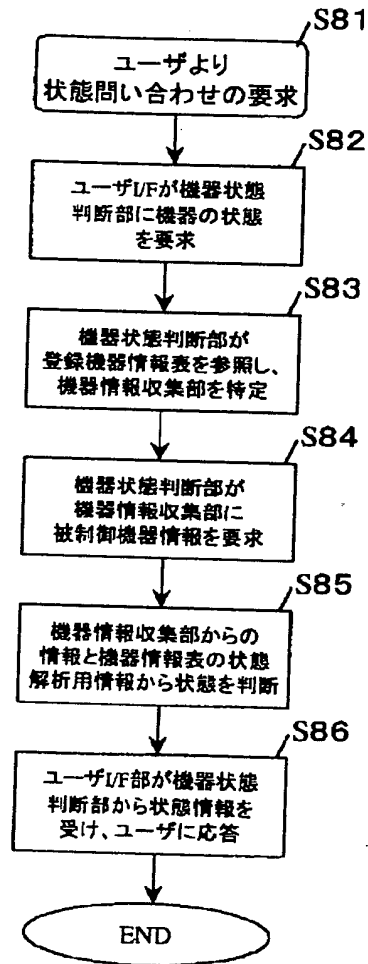 S81
ユーザより
状態問い合わせの要求
S82
ユーザI/Fが機器状態
判断部に機器の状態
を要求
S83
機器状態判断部が
登録機器情報表を参照し、
機器情報収集部を特定
S84
機器状態判断部が
機器情報収集部に
被制御機器情報を要求
S85
機器情報収集部からの
情報と機器情報表の状態
解析用情報から状態を判断
S86
ユーザI/F部が機器状態
判断部から状態情報を
受け、ユーザに応答
END